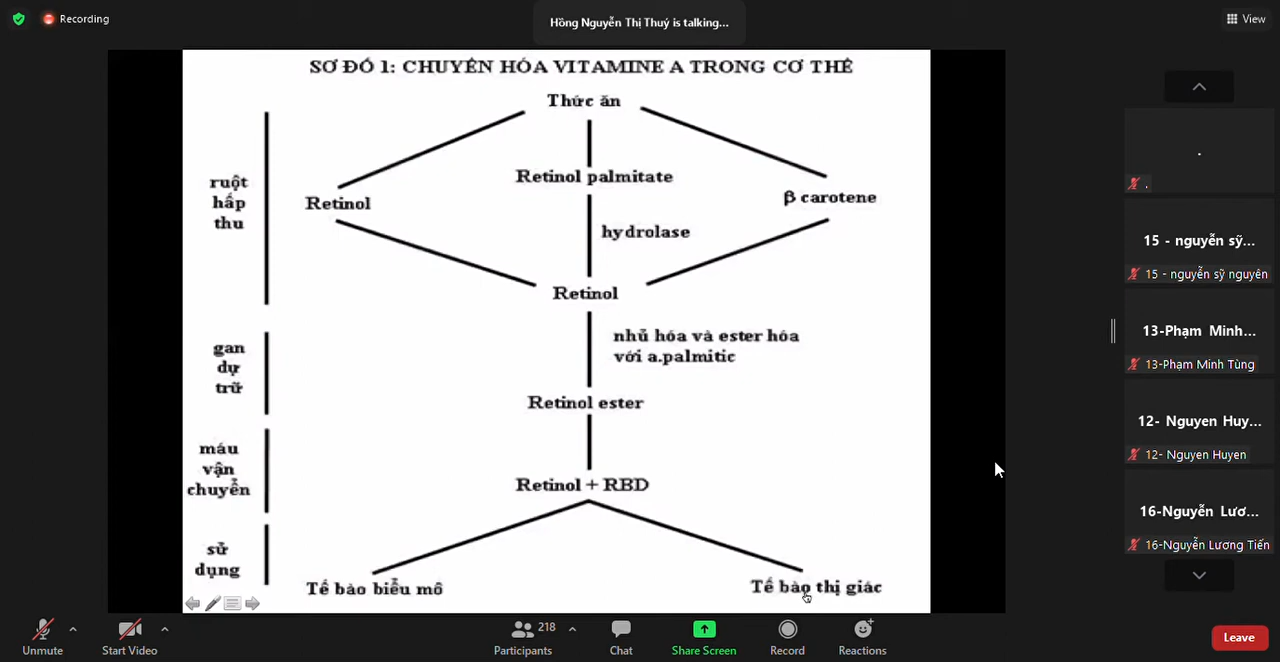 Recording
Hồng Nguyễn Thị Thuý is talking...
View
SƠ ĐỒ 1: CHUYỂN HÓA VITAMINE A TRONG CƠ THỂ
Thức ăn
ruột
hấp
thu
Retinol
Retinol palmitate
β carotene
hydrolase
Retinol
nhủ hóa và ester hóa
với a.palmitic
gan
dự
trữ
Retinol ester
máu
vận
chuyển
Retinol + RBD
sử
dụng
Tế bào biểu mô
Tế bào thị giác
.
.
15 - nguyễn sỹ...
15 - nguyễn sỹ nguyên
13-Phạm Minh...
13-Phạm Minh Tùng
12- Nguyen Huy...
12- Nguyen Huyen
16-Nguyễn Lươ...
16-Nguyễn Lương Tiến
Unmute
Start Video
218
Participants
Chat
Share Screen
Record
Reactions
Leave